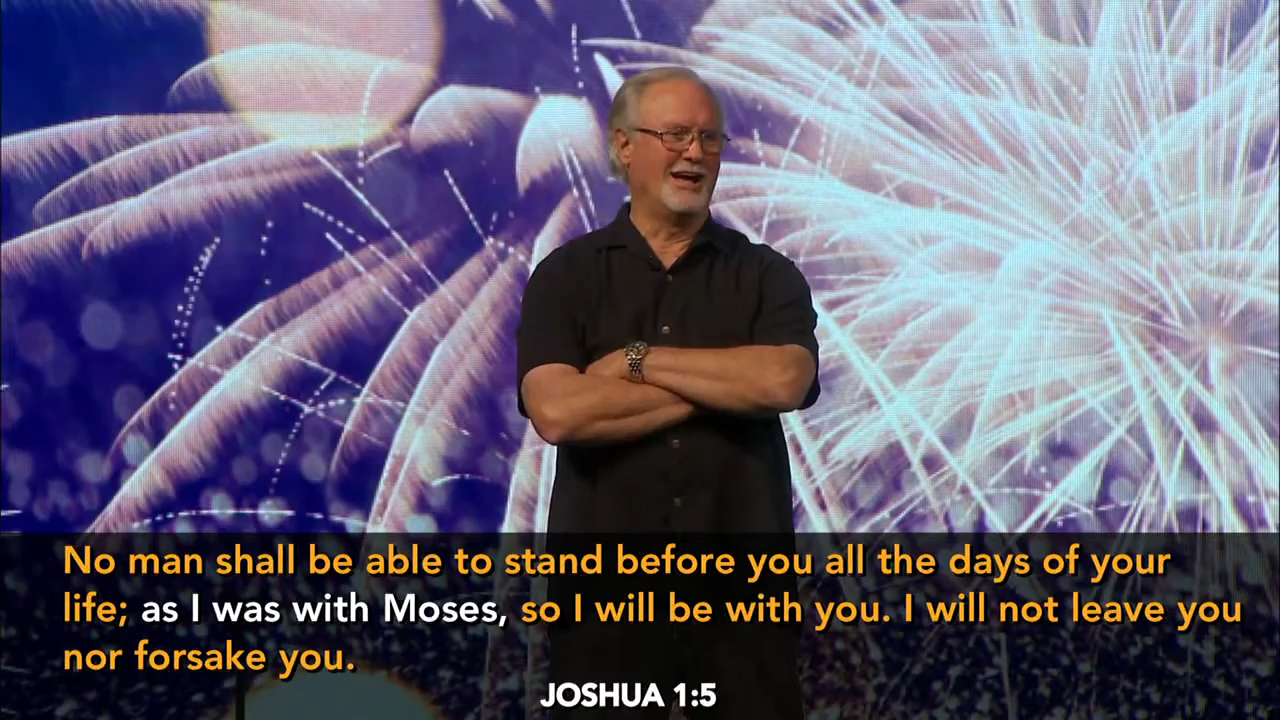 No man shall be able to stand before you all the days of your
life; as I was with Moses, so I will be with you. I will not leave you
nor forsake you.
JOSHUA 1:5